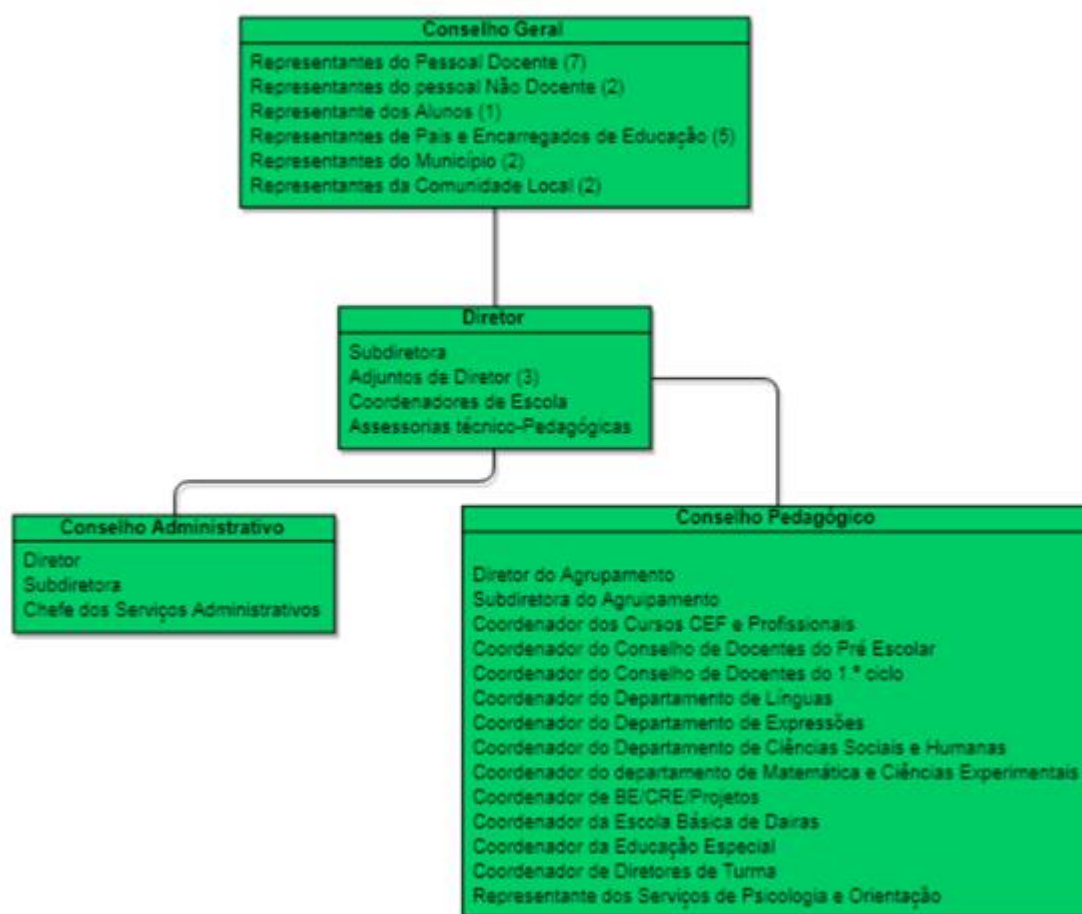 Conselho Geral
Representantes do Pessoal Docente (7)
Representantes do pessoal Não Docente (2)
Representante dos Alunos (1)
Representantes de Pais e Encarregados de Educação (5)
Representantes do Município (2)
Representantes da Comunidade Local (2)
Diretor
Subdiretora
Adjuntos de Diretor (3)
Coordenadores de Escola
Assessorias técnico-Pedagógicas
Conselho Administrativo
Diretor
Subdiretora
Chefe dos Serviços Administrativos
Conselho Pedagógico
Diretor do Agrupamento
Subdiretora do Agruipamento
Coordenador dos Cursos CEF e Profissionais
Coordenador do Conselho de Docentes do Pré Escolar
Coordenador do Conselho de Docentes do 1.º ciclo
Coordenador do Departamento de Línguas
Coordenador do Departamento de Expressões
Coordenador do Departamento de Ciências Sociais e Humanas
Coordenador do departamento de Matemática e Ciências Experimentais
Coordenador de BE/CRE/Projetos
Coordenador da Escola Básica de Dairas
Coordenador da Educação Especial
Coordenador de Diretores de Turma
Representante dos Serviços de Psicologia e Orientação